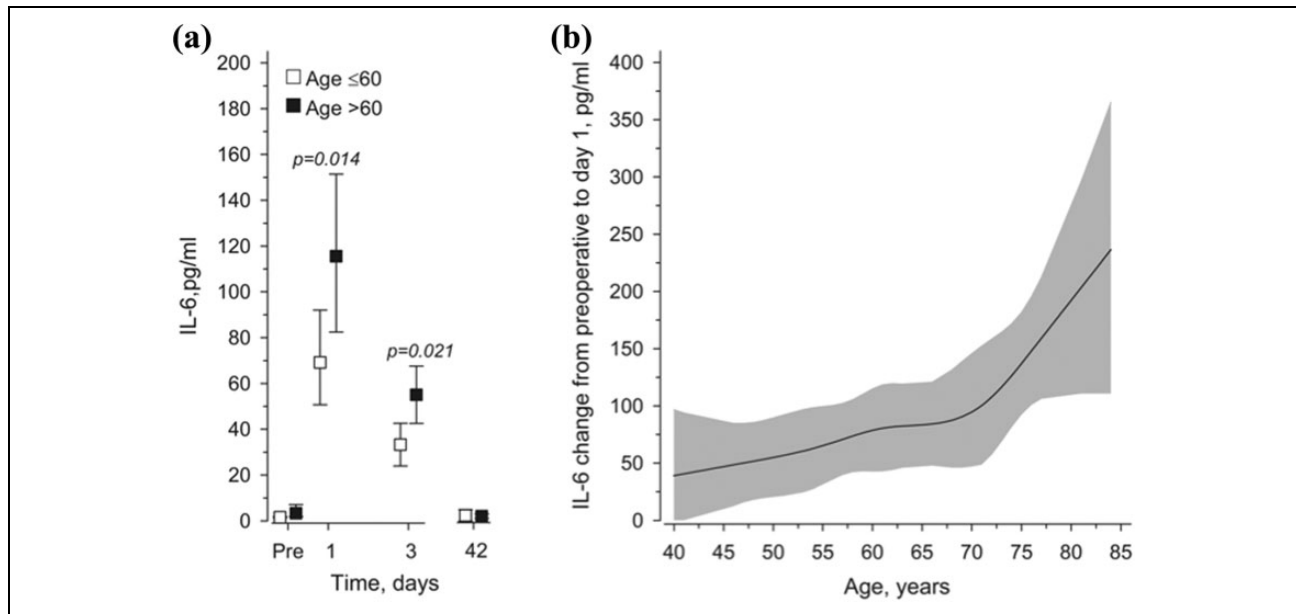 (a)
200
180
160
140
120
100
80
60
40
20
0
IL-6,pg/ml
Age ≤60
Age >60
p=0.014
p=0.021
Pre 1 3 42
Time, days
(b)
400
350
300
250
200
150
100
50
0
IL-6 change from preoperative to day 1, pg/ml
40 45 50 55 60 65 70 75 80 85
Age, years